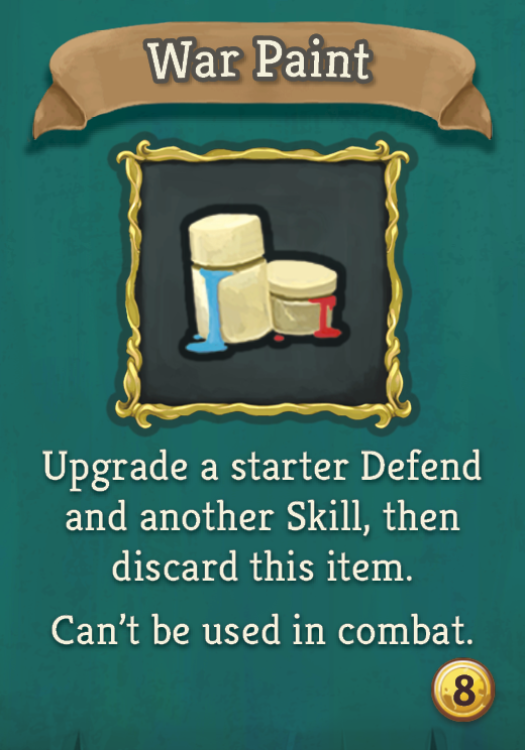 War Paint
Upgrade a starter Defend
and another Skill, then
discard this item.
Can't be used in combat.
8